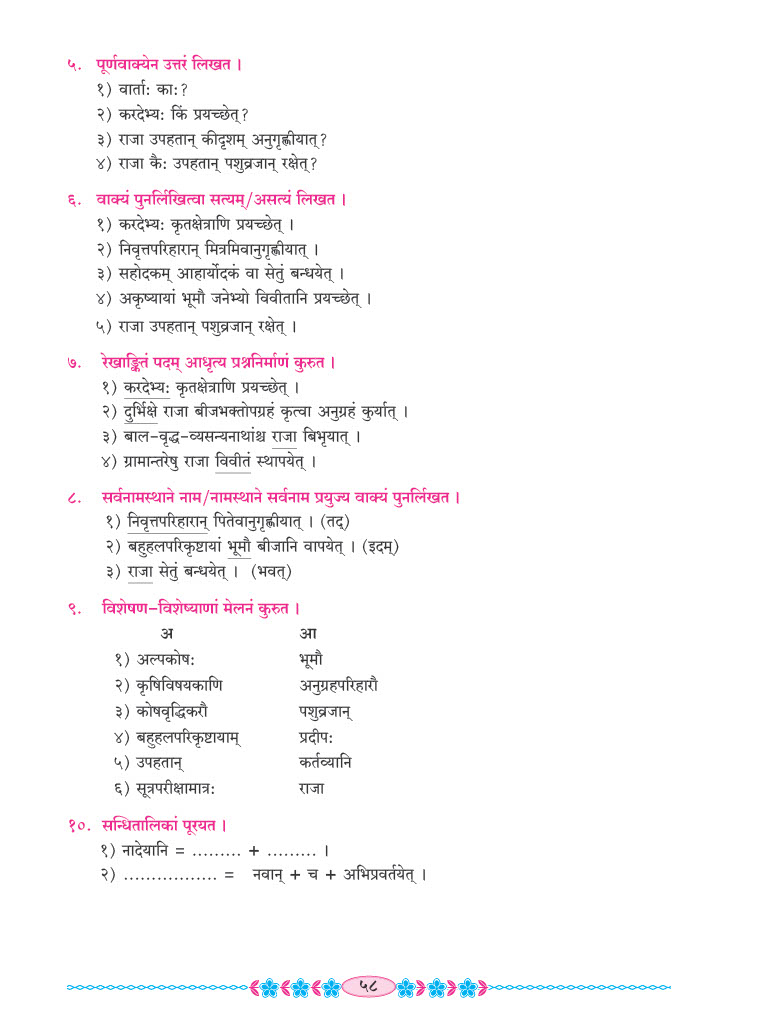 ५. पूर्णवाक्येन उत्तरं लिखत ।
१) वार्ताः काः?
२) करदेभ्यः किं प्रयच्छेत्?
३) राजा उपहतान् कीदृशम् अनुगृह्णीयात्?
४) राजा कैः उपहतान् पशुव्रजान् रक्षेत्?
६. वाक्यं पुनर्लिखित्वा सत्यम्/असत्यं लिखत ।
१) करदेभ्यः कृतक्षेत्राणि प्रयच्छेत् ।
२) निवृत्तपरिहारान् मित्रमिवानुगृह्णीयात् ।
३) सहोदकम् आहार्योदकं वा सेतुं बन्धयेत् ।
४) अकृष्यायां भूमौ जनेभ्यो विवीतानि प्रयच्छेत् ।
५) राजा उपहतान् पशुव्रजान् रक्षेत् ।
७. रेखाङ्कितं पदम् आधृत्य प्रश्ननिर्माणं कुरुत ।
१) करदेभ्यः कृतक्षेत्राणि प्रयच्छेत् ।
२) दुर्भिक्षे राजा बीजभक्तोपग्रहं कृत्वा अनुग्रहं कुर्यात् ।
३) बाल-वृद्ध-व्यसन्यनाथांश्च राजा बिभृयात् ।
४) ग्रामान्तरेषु राजा विवीतं स्थापयेत् ।
८. सर्वनामस्थाने नाम/नामस्थाने सर्वनाम प्रयुज्य वाक्यं पुनर्लिखत ।
१) निवृत्तपरिहारान् पितेवानुगृह्णीयात् । (तद्)
२) बहुहलपरिकृष्टायां भूमौ बीजानि वापयेत् । (इदम्)
३) राजा सेतुं बन्धयेत् । (भवत्)
९. विशेषण-विशेष्याणां मेलनं कुरुत ।
अ आ
१) अल्पकोषः भूमौ
२) कृषिविषयकाणि अनुग्रहपरिहारौ
३) कोषवृद्धिकरौ पशुव्रजान्
४) बहुहलपरिकृष्टायाम् प्रदीपः
५) उपहतान् कर्तव्यानि
६) सूत्रपरीक्षामात्रः राजा
१०. सन्धितालिकां पूरयत ।
१) नादेयानि = ......... + ......... ।
२) ................. = नवान् + च + अभिप्रवर्तयेत् ।
५८